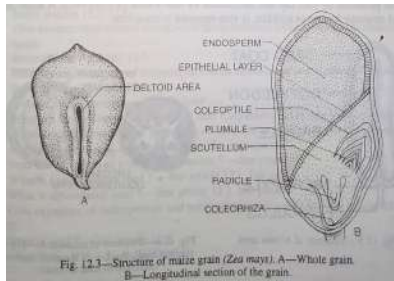 ENDOSPERM
EPITHELIAL LAYER
DELTOID AREA
COLEOPTILE
PLUMULE
SCUTELLUM
RADICLE
COLEORHIZA
A
B
Fig. 12.3—Structure of maize grain (Zea mays). A—Whole grain.
B—Longitudinal section of the grain.